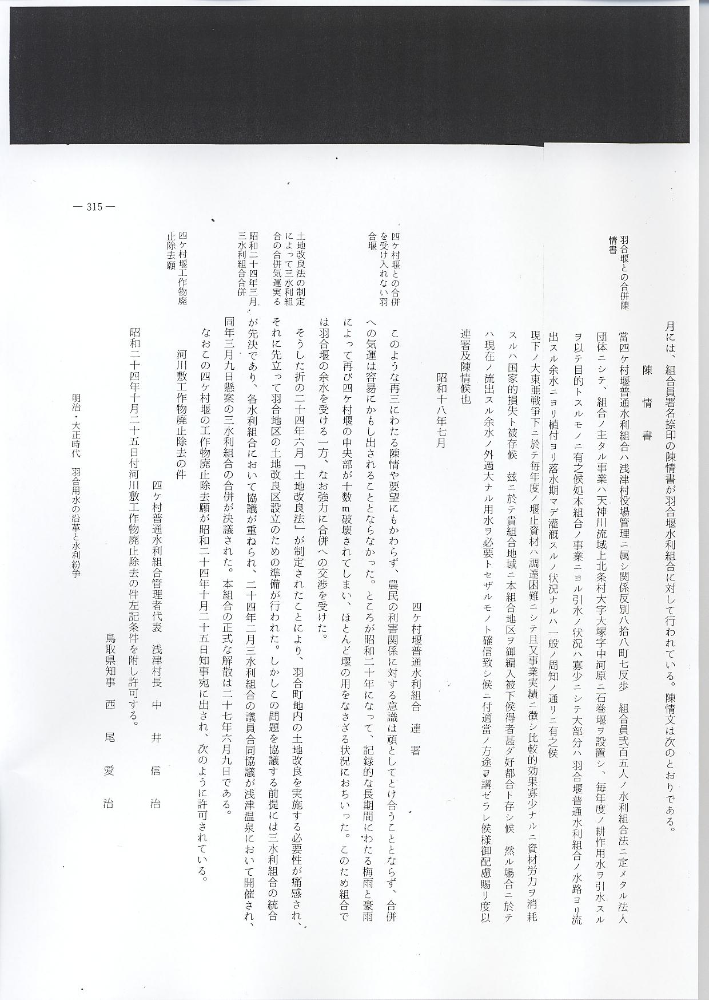 月には、組合員署名捺印の陳情書が羽合堰水利組合に対して行われている。陳情文は次のとおりである。
陳情書
羽合堰との合併陳
情書
當四ケ村堰普通水利組合ハ浅津村役場管理ニ属シ関係反別八拾八町七反歩　組合員弐百五人ノ水利組合法ニ定メタル法人
団体ニシテ、組合ノ主タル事業ハ天神川流域上北条村大字大塚字中河原ニ石巻堰ヲ設置シ、毎年度ノ耕作用水ヲ引水スル
ヲ以テ目的トスルモノニ有之候処本組合ノ事業ニヨル引水ノ状況ハ寡少ニシテ大部分ハ羽合堰普通水利組合ノ水路ヨリ流
出スル余水ニヨリ植付ヨリ落水期マデ灌漑スルノ状況ナルハ一般ノ周知ノ通リニ有之候
現下ノ大東亜戦争下ニ於テ毎年度ノ堰止資材ハ調達困難ニシテ且又事業実績ニ徴シ比較的効果寡少ナルニ資材労力ヲ消耗
スルハ国家的損失ト被存候　玆ニ於テ貴組合地域ニ本組合地区ヲ御編入被下候得者甚ダ好都合ト存シ候　然ル場合ニ於テ
ハ現在ノ流出スル余水ノ外過大ナル用水ヲ必要トセザルモノト確信致シ候ニ付適當ノ方途ヲ講ゼラレ候様御配慮賜リ度以
連署及陳情候也
昭和十八年七月
四ケ村堰普通水利組合　連　署
四ケ村堰との合併
を受け入れない羽
合堰
このような再三にわたる陳情や要望にもかわらず、農民の利害関係に対する意識は頑としてとけ合うこととならず、合併
への気運は容易にかもし出されることとならなかった。ところが昭和二十年になって、記録的な長期間にわたる梅雨と豪雨
によって再び四ケ村堰の中央部が十数ｍ破壊されてしまい、ほとんど堰の用をなさざる状況におちいった。このため組合で
は羽合堰の余水を受ける一方、なお強力に合併への交渉を受けた。
土地改良法の制定
によって三水利組
合の合併気運実る
そうした折の二十四年六月「土地改良法」が制定されたことにより、羽合町地内の土地改良を実施する必要性が痛感され、
それに先立って羽合地区の土地改良区設立のための準備が行われた。しかしこの問題を協議する前提には三水利組合の統合
昭和二十四年三月
三水利組合合併
が先決であり、各水利組合において協議が重ねられ、二十四年二月三水利組合の議員合同協議が浅津温泉において開催され、
同年三月九日懸案の三水利組合の合併が決議された。本組合の正式な解散は二十七年六月九日である。
なおこの四ケ村堰の工作物廃止除去願が昭和二十四年十月二十五日知事宛に出され、次のように許可されている。
四ケ村堰工作物廃
止除去願
河川敷工作物廃止除去の件
四ケ村普通水利組合管理者代表　浅津村長　中　井　信　治
昭和二十四年十月二十五日付河川敷工作物廃止除去の件左記条件を附し許可する。
鳥取県知事　西　尾　愛　治
明治・大正時代　羽合用水の沿革と水利紛争
— 315 —